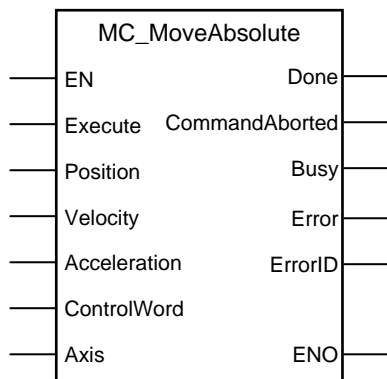 MC_MoveAbsolute
EN Done
Execute CommandAborted
Position Busy
Velocity Error
Acceleration ErrorID
ControlWord
Axis ENO